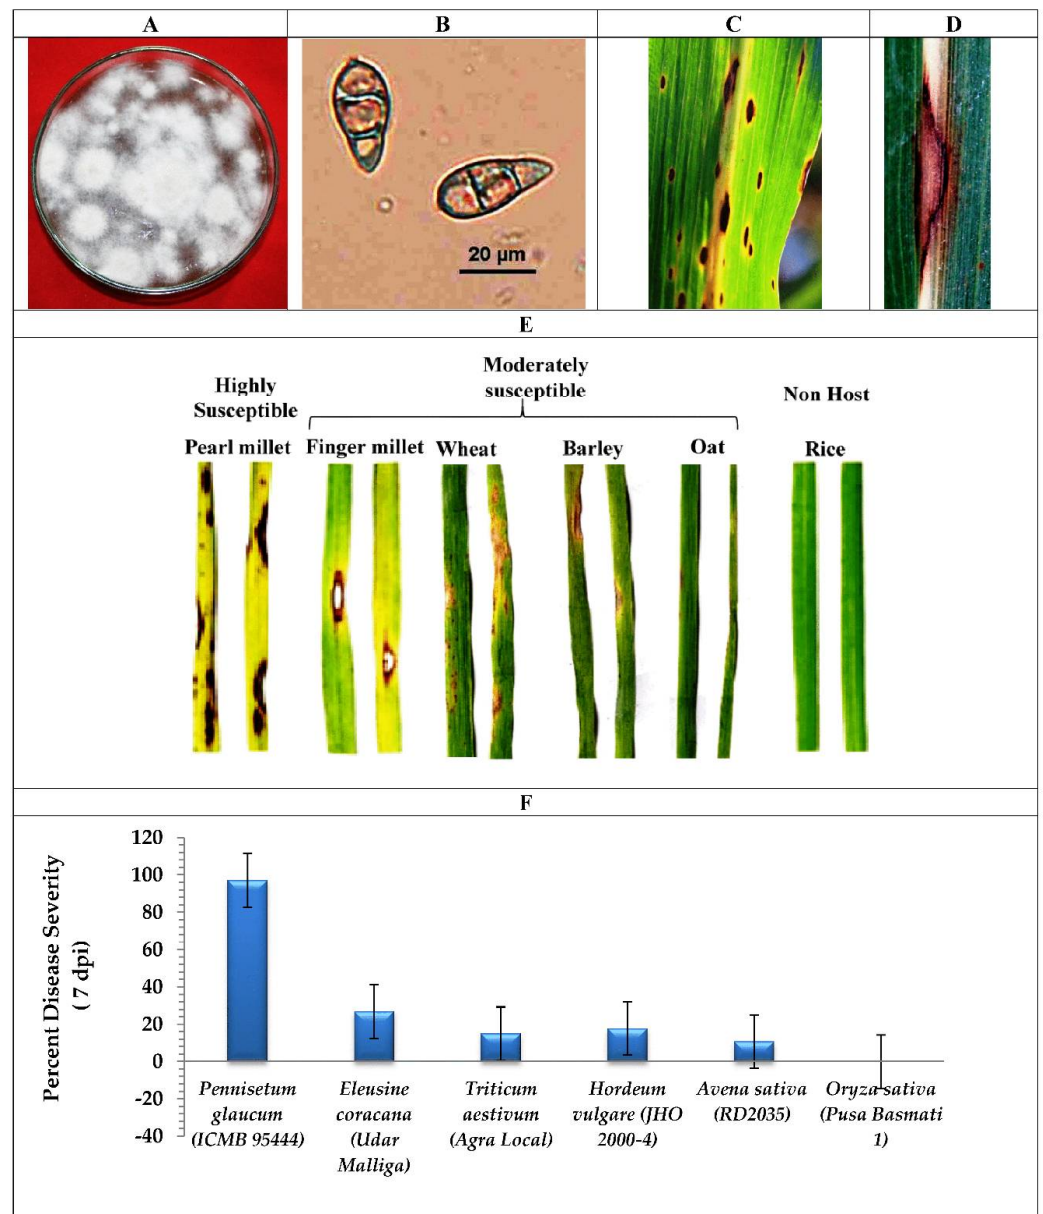 A
B
C
D
20 µm
E
Highly
Susceptible
Moderately
susceptible
Non Host
Pearl millet
Finger millet
Wheat
Barley
Oat
Rice
F
Percent Disease Severity
( 7 dpi)
120
100
80
60
40
20
0
-20
-40
Pennisetum
glaucum
(ICMB 95444)
Eleusine
coracana
(Udar
Malliga)
Triticum
aestivum
(Agra Local)
Hordeum
vulgare (JHO
2000-4)
Avena sativa
(RD2035)
Oryza sativa
(Pusa Basmati
1)